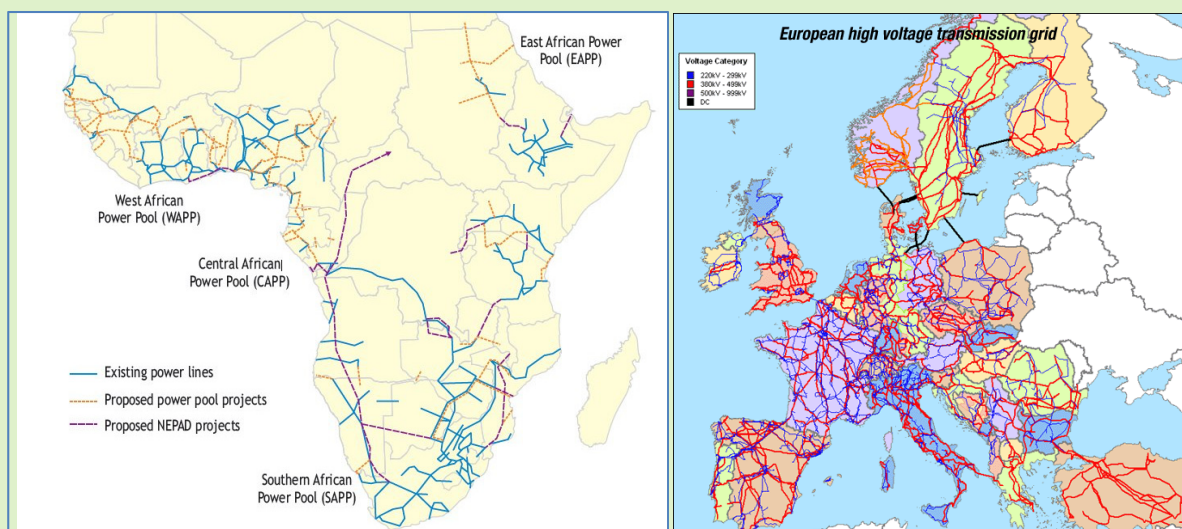 East African Power
Pool (EAPP)
West African
Power Pool (WAPP)
Central African
Power Pool (CAPP)
Existing power lines
Proposed power pool projects
Proposed NEPAD projects
Southern African
Power Pool (SAPP)
European high voltage transmission grid
Voltage Category
220kV - 299kV
380kV - 499kV
500kV - 999kV
DC